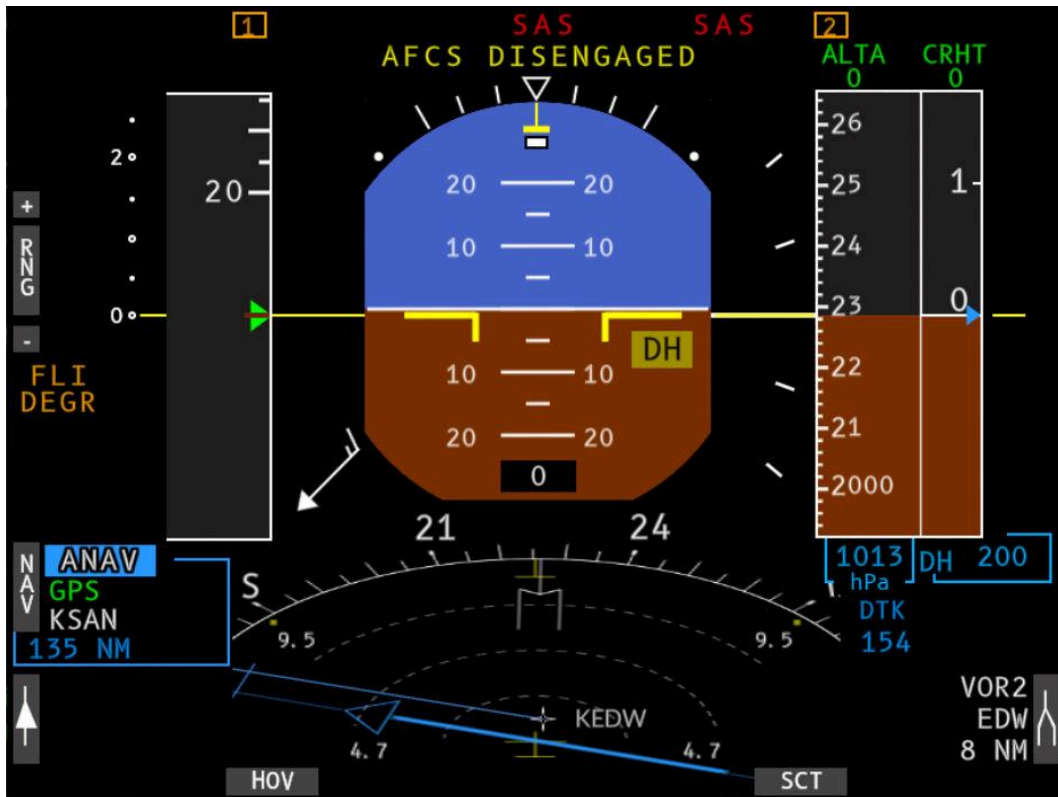 1 SAS SAS 2
AFCS DISENGAGED
ALTA CRHT
0 0
2
20
0
+
RNG
-
FLI
DEGR
20 20
10 10
10 10
20 20
DH
0
26
25
24
23
22
21
2000
1
0
1013
hPa
DH 200
DTK
154
NAV
ANAV
GPS
KSAN
135 NM
S 21 24
9.5 9.5
KEDW
4.7 4.7
VOR2
EDW
8 NM
HOV SCT